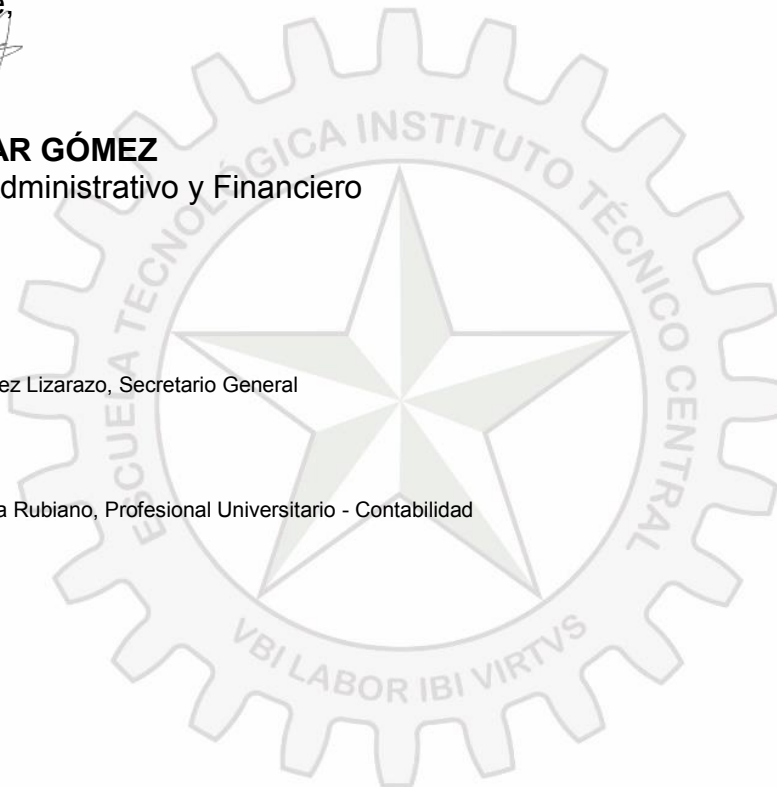 e,
AR GÓMEZ
dministrativo y Financiero
ez Lizarazo, Secretario General
a Rubiano, Profesional Universitario - Contabilidad
ESCUELA TECNOLÓGICA INSTITUTO TÉCNICO CENTRAL
VBI LABOR IBI VIRTVS